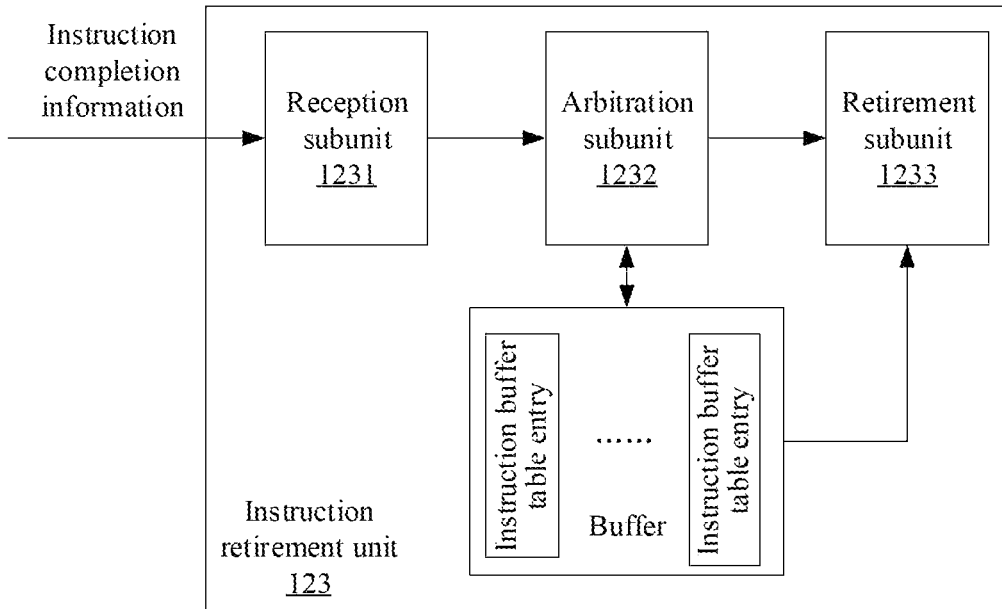 Instruction
completion
information
Reception
subunit
1231
Arbitration
subunit
1232
Retirement
subunit
1233
Instruction buffer
table entry
......
Instruction buffer
table entry
Buffer
Instruction
retirement unit
123